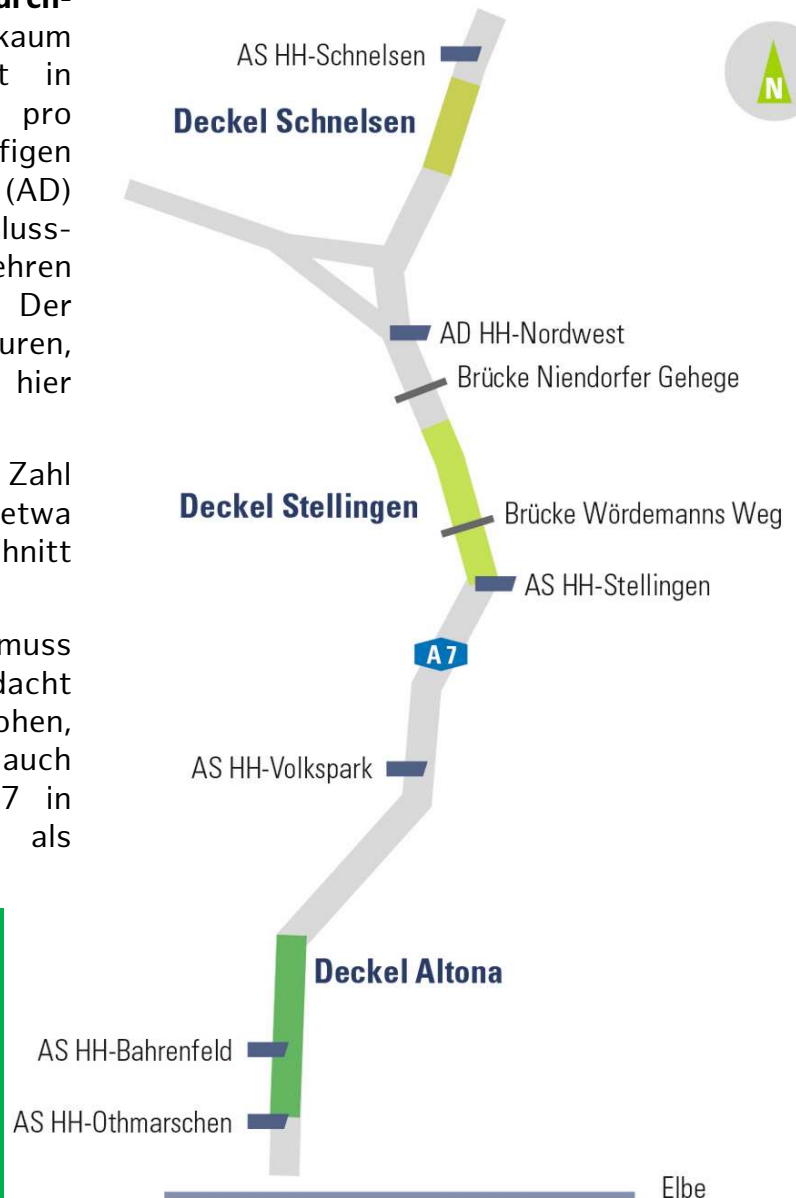 urch-
kaum
t in
pro
figen
(AD)
luss-
ehren
Der
uren,
hier
Zahl
etwa
hnitt
muss
dacht
ohen,
auch
7 in
als
AS HH-Schnelsen
N
Deckel Schnelsen
AD HH-Nordwest
Brücke Niendorfer Gehege
Deckel Stellingen
Brücke Wördemanns Weg
AS HH-Stellingen
A7
AS HH-Volkspark
Deckel Altona
AS HH-Bahrenfeld
AS HH-Othmarschen
Elbe